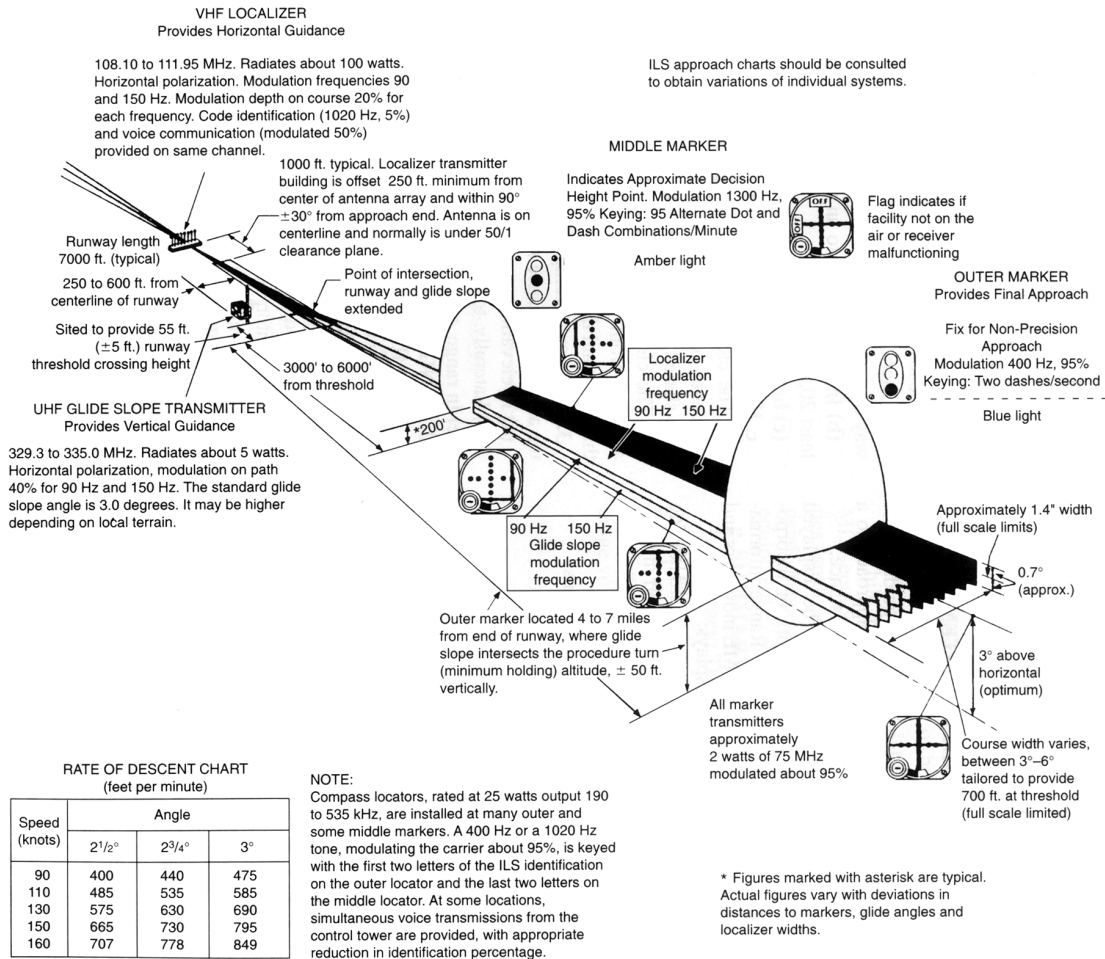 VHF LOCALIZER
Provides Horizontal Guidance
108.10 to 111.95 MHz. Radiates about 100 watts.
Horizontal polarization. Modulation frequencies 90
and 150 Hz. Modulation depth on course 20% for
each frequency. Code identification (1020 Hz, 5%)
and voice communication (modulated 50%)
provided on same channel.
1000 ft. typical. Localizer transmitter
building is offset 250 ft. minimum from
center of antenna array and within 90°
±30° from approach end. Antenna is on
centerline and normally is under 50/1
clearance plane.
ILS approach charts should be consulted
to obtain variations of individual systems.
MIDDLE MARKER
Indicates Approximate Decision
Height Point. Modulation 1300 Hz,
95% Keying: 95 Alternate Dot and
Dash Combinations/Minute
Amber light
OFF
OFF
Flag indicates if
facility not on the
air or receiver
malfunctioning
OUTER MARKER
Provides Final Approach
Fix for Non-Precision
Approach
Modulation 400 Hz, 95%
Keying: Two dashes/second
Blue light
Runway length
7000 ft. (typical)
250 to 600 ft. from
centerline of runway
Sited to provide 55 ft.
(±5 ft.) runway
threshold crossing height
Point of intersection,
runway and glide slope
extended
3000' to 6000'
from threshold
*200'
UHF GLIDE SLOPE TRANSMITTER
Provides Vertical Guidance
329.3 to 335.0 MHz. Radiates about 5 watts.
Horizontal polarization, modulation on path
40% for 90 Hz and 150 Hz. The standard glide
slope angle is 3.0 degrees. It may be higher
depending on local terrain.
Localizer
modulation
frequency
90 Hz 150 Hz
90 Hz 150 Hz
Glide slope
modulation
frequency
Outer marker located 4 to 7 miles
from end of runway, where glide
slope intersects the procedure turn
(minimum holding) altitude, ± 50 ft.
vertically.
Approximately 1.4" width
(full scale limits)
0.7°
(approx.)
3° above
horizontal
(optimum)
All marker
transmitters
approximately
2 watts of 75 MHz
modulated about 95%
Course width varies,
between 3°–6°
tailored to provide
700 ft. at threshold
(full scale limited)
RATE OF DESCENT CHART
(feet per minute)
Speed
(knots)
Angle
2 1/2° 2 3/4° 3°
90 400 440 475
110 485 535 585
130 575 630 690
150 665 730 795
160 707 778 849
NOTE:
Compass locators, rated at 25 watts output 190
to 535 kHz, are installed at many outer and
some middle markers. A 400 Hz or a 1020 Hz
tone, modulating the carrier about 95%, is keyed
with the first two letters of the ILS identification
on the outer locator and the last two letters on
the middle locator. At some locations,
simultaneous voice transmissions from the
control tower are provided, with appropriate
reduction in identification percentage.
* Figures marked with asterisk are typical.
Actual figures vary with deviations in
distances to markers, glide angles and
localizer widths.